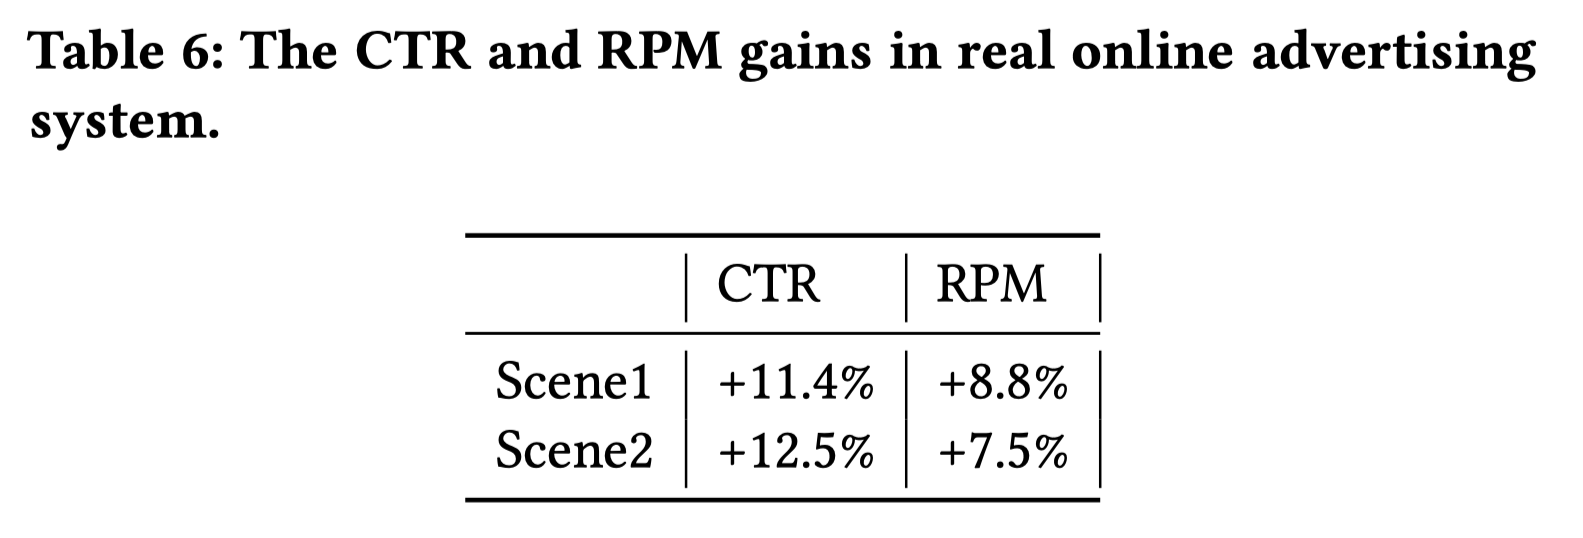 Table 6: The CTR and RPM gains in real online advertising
system.
CTR RPM
Scene1 +11.4% +8.8%
Scene2 +12.5% +7.5%